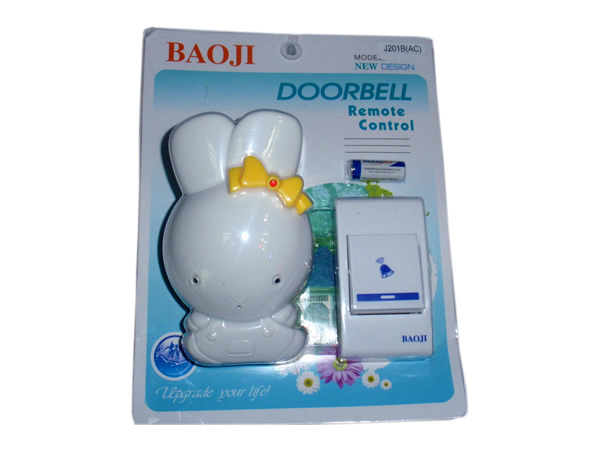 BAOJI
J201B(AC)
MODEL:
NEW DESIGN
DOORBELL
Remote
Control
BAOJI
Upgrade your life!